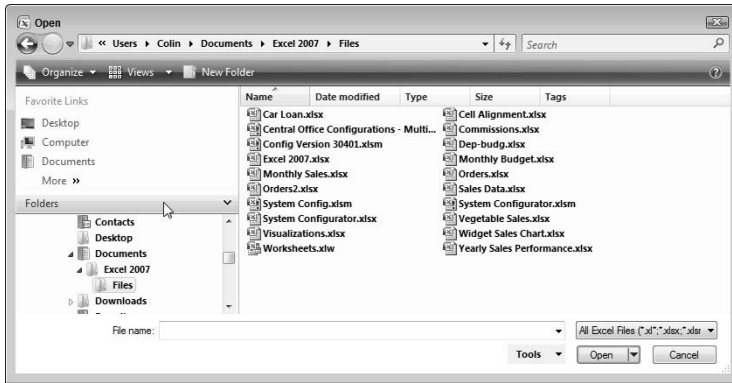 Open
« Users ▸ Colin ▸ Documents ▸ Excel 2007 ▸ Files
Search
Organize Views New Folder
Favorite Links
Desktop
Computer
Documents
More »
Folders
Contacts
Desktop
Documents
Excel 2007
Files
Downloads
Name Date modified Type Size Tags
Car Loan.xlsx Cell Alignment.xlsx
Central Office Configurations - Multi... Commissions.xlsx
Config Version 30401.xlsm Dep-budg.xlsx
Excel 2007.xlsx Monthly Budget.xlsx
Monthly Sales.xlsx Orders.xlsx
Orders2.xlsx Sales Data.xlsx
System Config.xlsm System Configurator.xlsm
System Configurator.xlsx Vegetable Sales.xlsx
Visualizations.xlsx Widget Sales Chart.xlsx
Worksheets.xlw Yearly Sales Performance.xlsx
File name:
All Excel Files (*.xl*;*.xlsx;*.xlsr
Tools Open Cancel